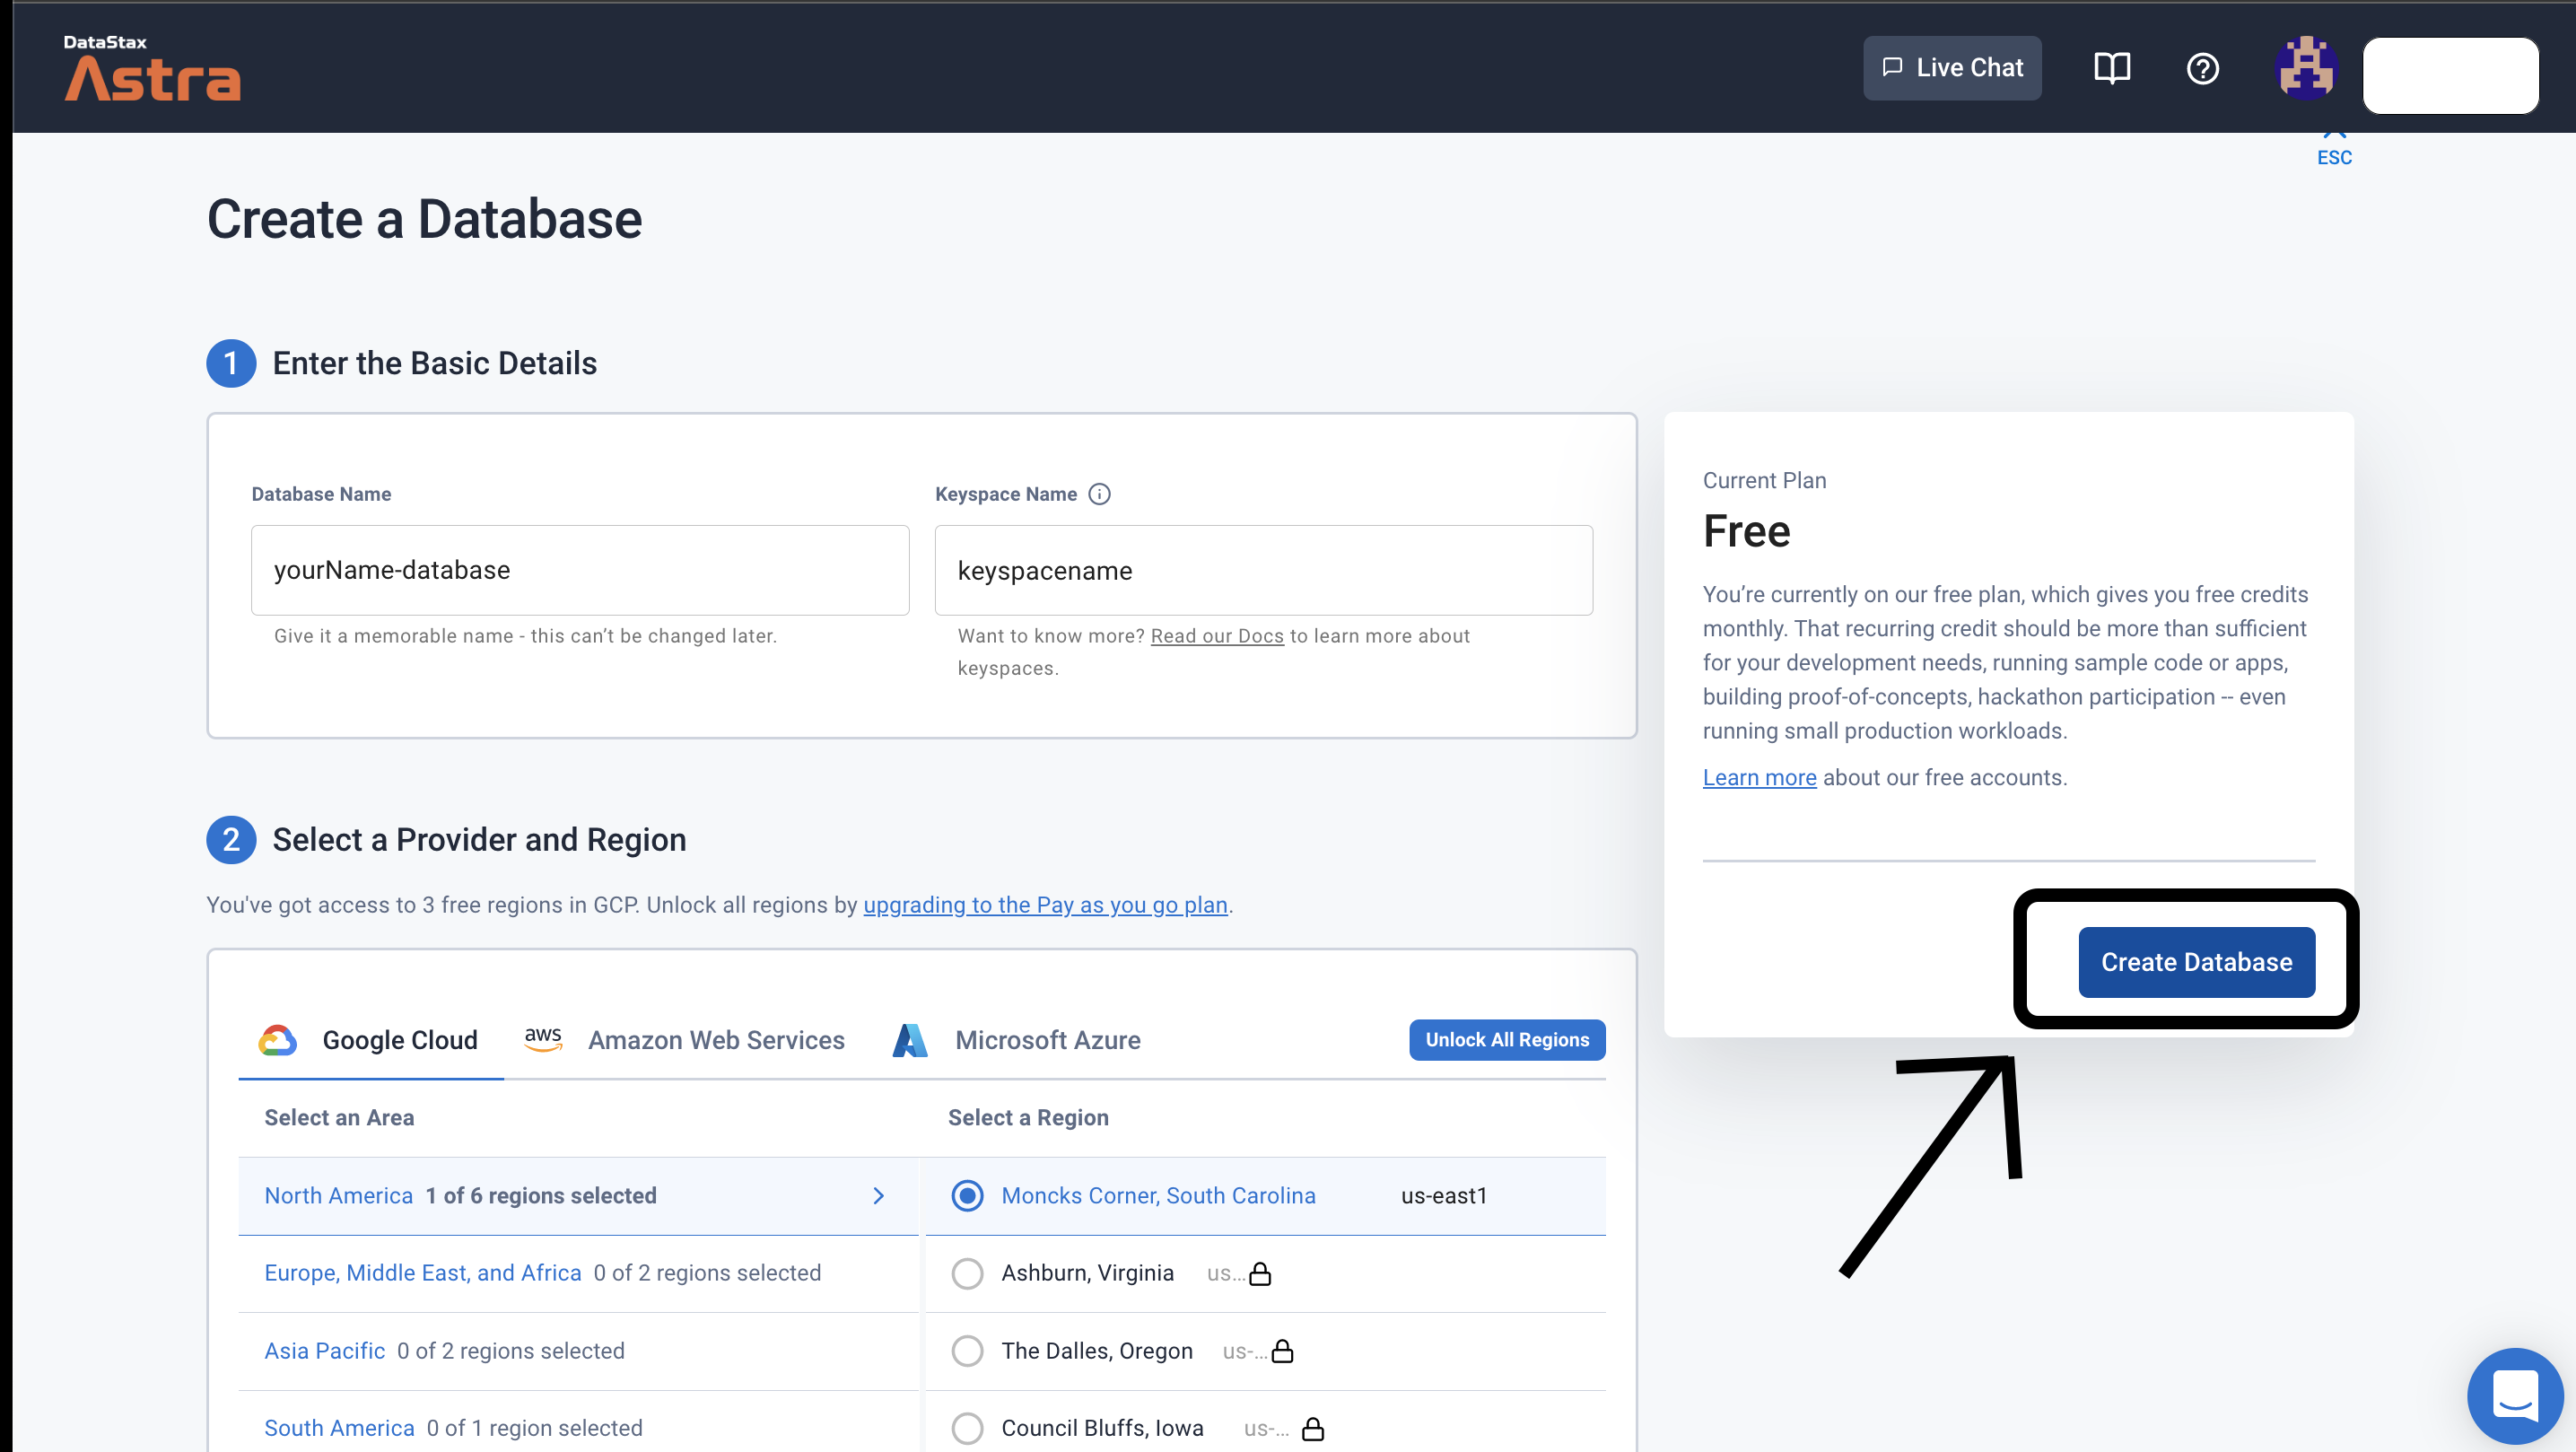 DataStax
Astra
Live Chat
ESC
Create a Database
1 Enter the Basic Details
Database Name
yourName-database
Give it a memorable name - this can't be changed later.
Keyspace Name
keyspacename
Want to know more? Read our Docs to learn more about
keyspaces.
Current Plan
Free
You’re currently on our free plan, which gives you free credits
monthly. That recurring credit should be more than sufficient
for your development needs, running sample code or apps,
building proof-of-concepts, hackathon participation -- even
running small production workloads.
Learn more about our free accounts.
Create Database
2 Select a Provider and Region
You've got access to 3 free regions in GCP. Unlock all regions by upgrading to the Pay as you go plan.
Google Cloud
aws Amazon Web Services
Microsoft Azure
Unlock All Regions
Select an Area
Select a Region
North America 1 of 6 regions selected
Moncks Corner, South Carolina us-east1
Europe, Middle East, and Africa 0 of 2 regions selected
Ashburn, Virginia us...
Asia Pacific 0 of 2 regions selected
The Dalles, Oregon us-...
South America 0 of 1 region selected
Council Bluffs, Iowa us-...